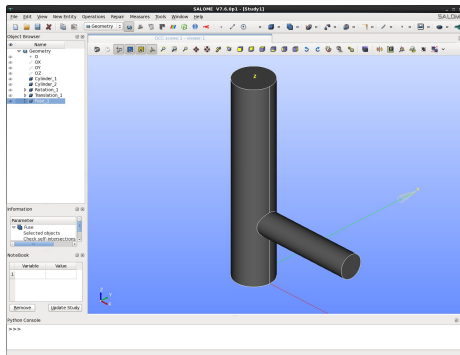 SALOME V7.6.0p1 - [Study1]
File Edit View New Entity Operations Repair Measures Tools Window Help
SALOM
Geometry
Object Browser
Name
Geometry
O
OX
OY
OZ
Cylinder_1
Cylinder_2
Rotation_1
Translation_1
Information
Parameter
Fuse
Selected objects
Check self-intersections
NoteBook
Variable Value
1
Remove Update Study
Python Console
>>>